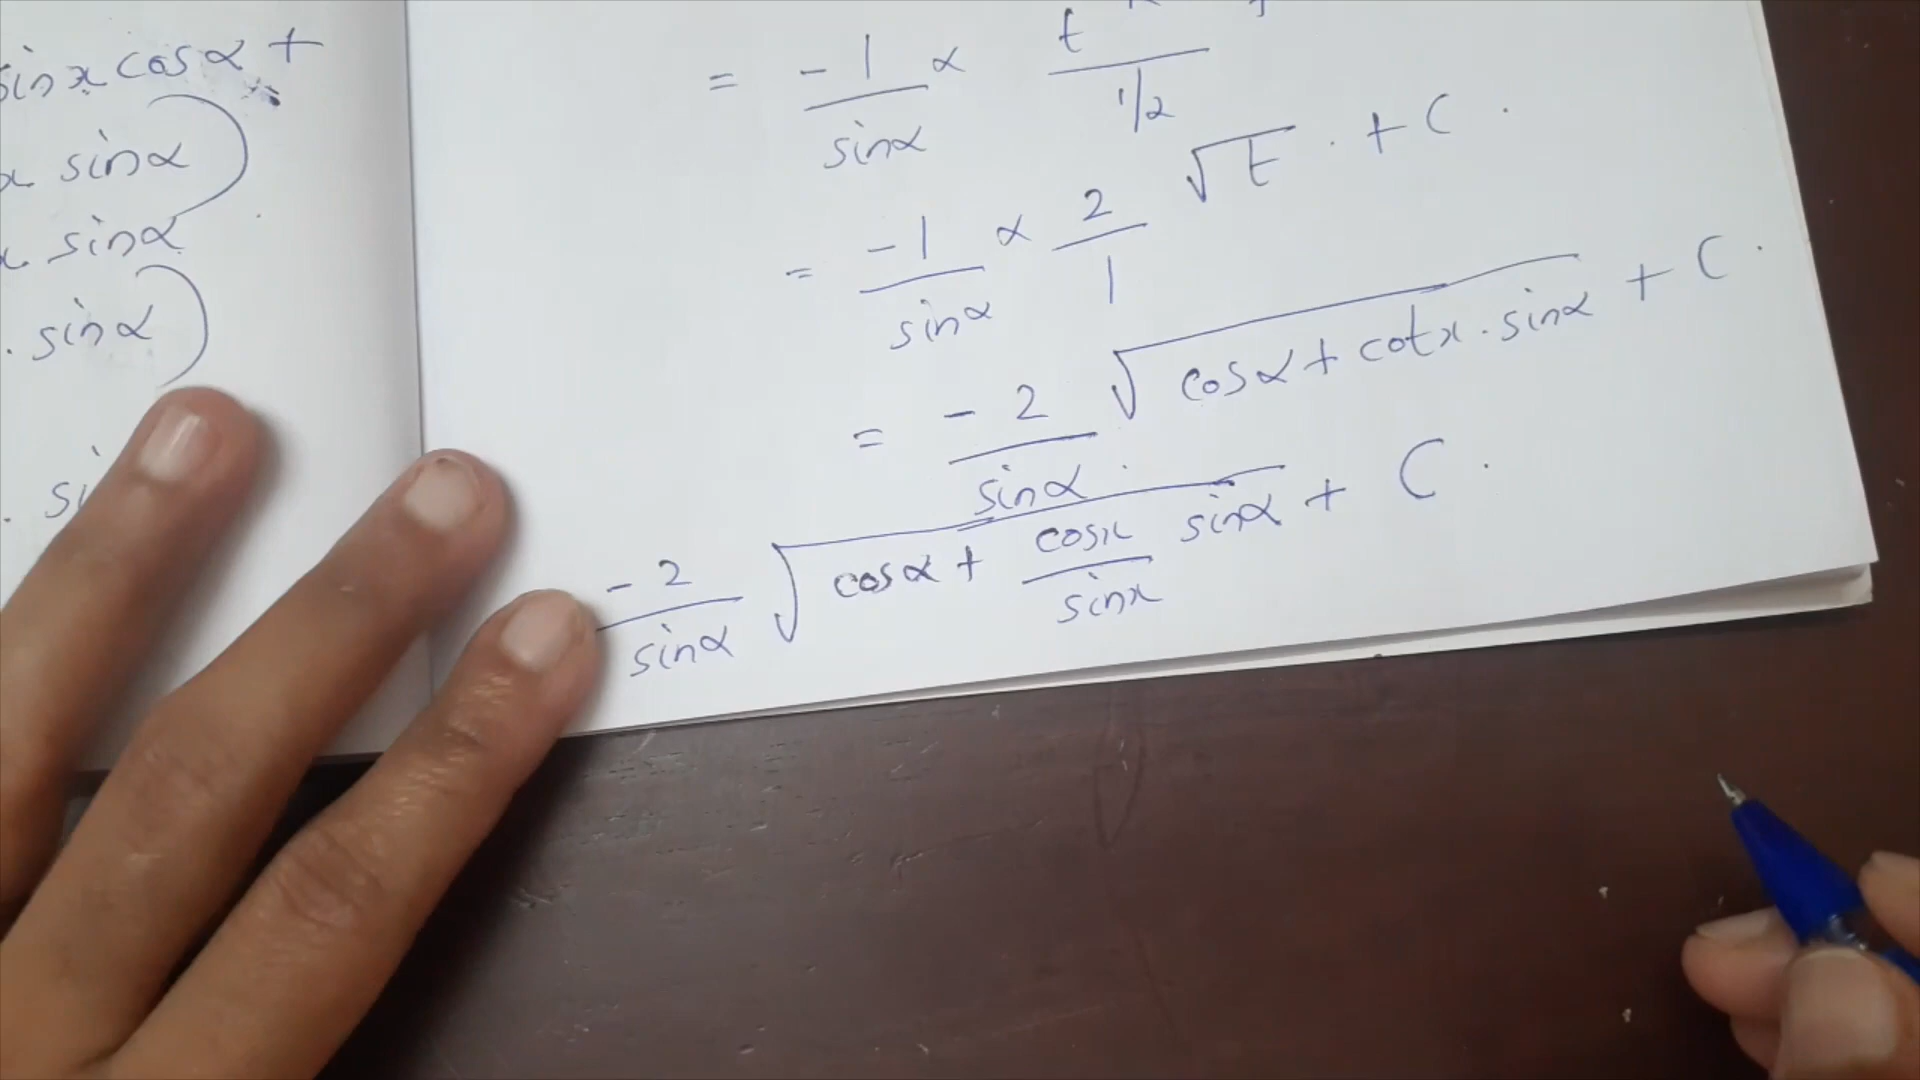 sinx cosα +
x sinα)
x sinα
. sinα)
. si
= -1/sinα × t/(1/2)
= -1/sinα × 2/1 √t + C .
= -2/sinα √(cosα + cotx . sinα) + C .
-2/sinα √(cosα + cosx/sinx sinα) + C .